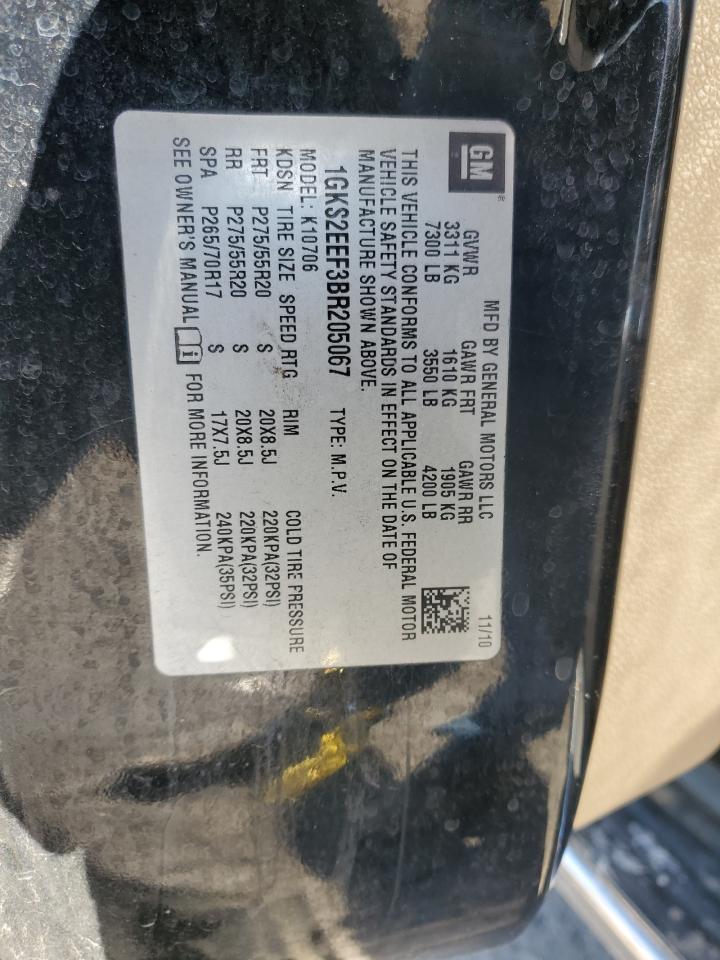 GM
MFD BY GENERAL MOTORS LLC 11/10
GVWR GAWR FRT GAWR RR
3311 KG 1610 KG 1905 KG
7300 LB 3550 LB 4200 LB
THIS VEHICLE CONFORMS TO ALL APPLICABLE U.S. FEDERAL MOTOR
VEHICLE SAFETY STANDARDS IN EFFECT ON THE DATE OF
MANUFACTURE SHOWN ABOVE.
1GKS2EEF3BR205067 TYPE: M.P.V.
MODEL: K10706
KDSN TIRE SIZE SPEED RTG RIM COLD TIRE PRESSURE
FRT P275/55R20 S 20X8.5J 220KPA(32PSI)
RR P275/55R20 S 20X8.5J 220KPA(32PSI)
SPA P265/70R17 S 17X7.5J 240KPA(35PSI)
SEE OWNER'S MANUAL i FOR MORE INFORMATION.